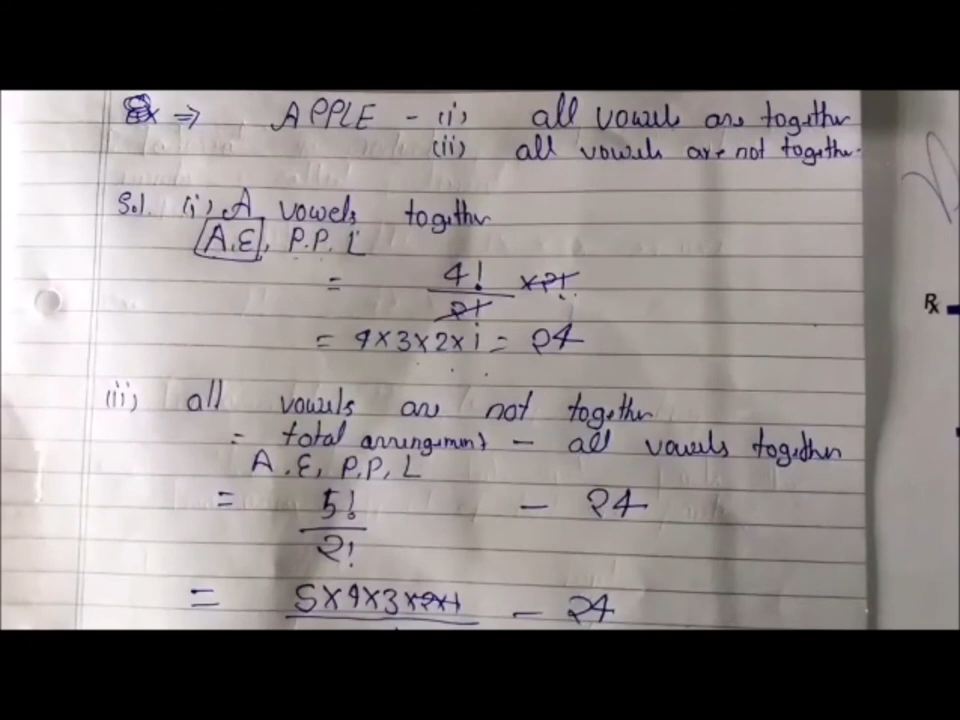 Ex ⇒ APPLE - (i) all vowels are together
(ii) all vowels are not together.
Sol. (i) A vowels together
A.E, P.P. L
= 4!/2! ×2!
= 4×3×2×1 = 24
(ii) all vowels are not together
= total arrangement - all vowels together
A.E, P.P, L
= 5!/2! - 24
= 5×4×3×2×1 - 24
Rx